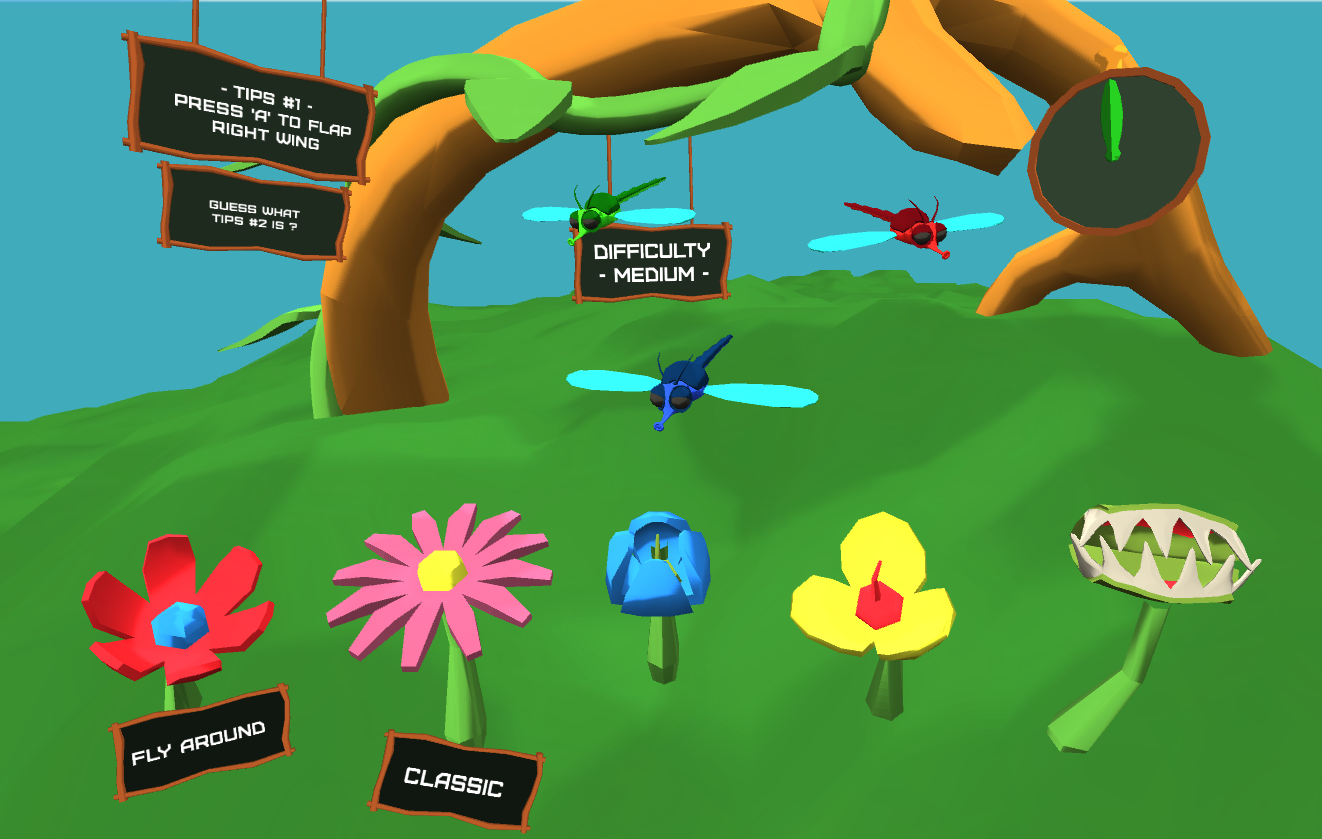 - TIPS #1 -
PRESS 'A' TO FLAP
RIGHT WING
GUESS WHAT
TIPS #2 IS ?
DIFFICULTY
- MEDIUM -
FLY AROUND
CLASSIC